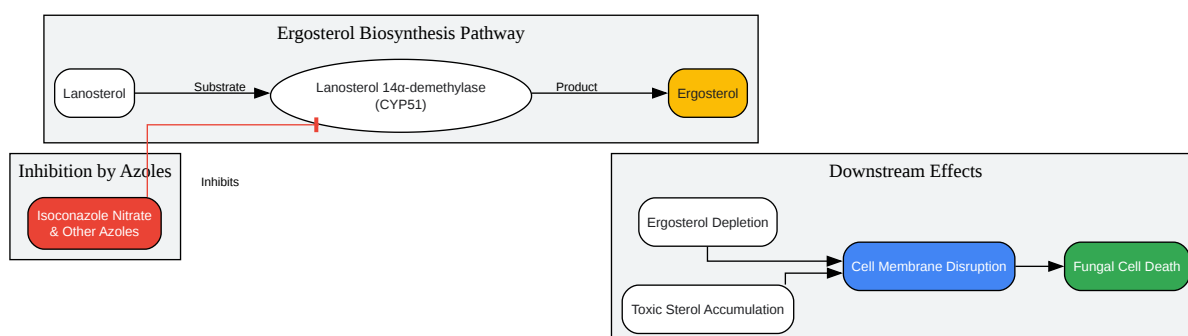 Ergosterol Biosynthesis Pathway
Lanosterol
Substrate
Lanosterol 14α-demethylase
(CYP51)
Product
Ergosterol
Inhibition by Azoles
Inhibits
Isoconazole Nitrate
& Other Azoles
Downstream Effects
Ergosterol Depletion
Cell Membrane Disruption
Fungal Cell Death
Toxic Sterol Accumulation